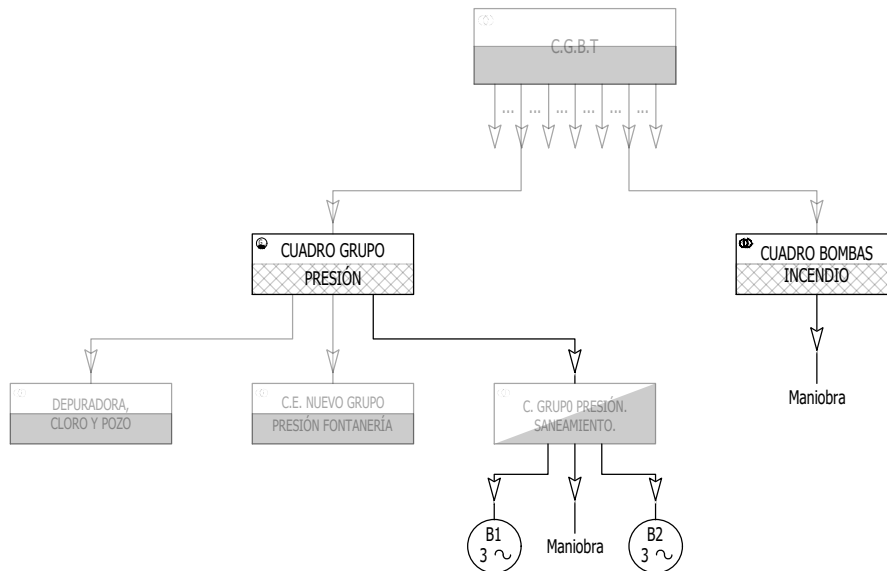 C.G.B.T
... ... ... ...
CUADRO GRUPO
PRESIÓN
CUADRO BOMBAS
INCENDIO
DEPURADORA,
CLORO Y POZO
C.E. NUEVO GRUPO
PRESIÓN FONTANERÍA
C. GRUP0 PRESIÓN.
SANEAMIENTO.
Maniobra
B1
3
Maniobra
B2
3